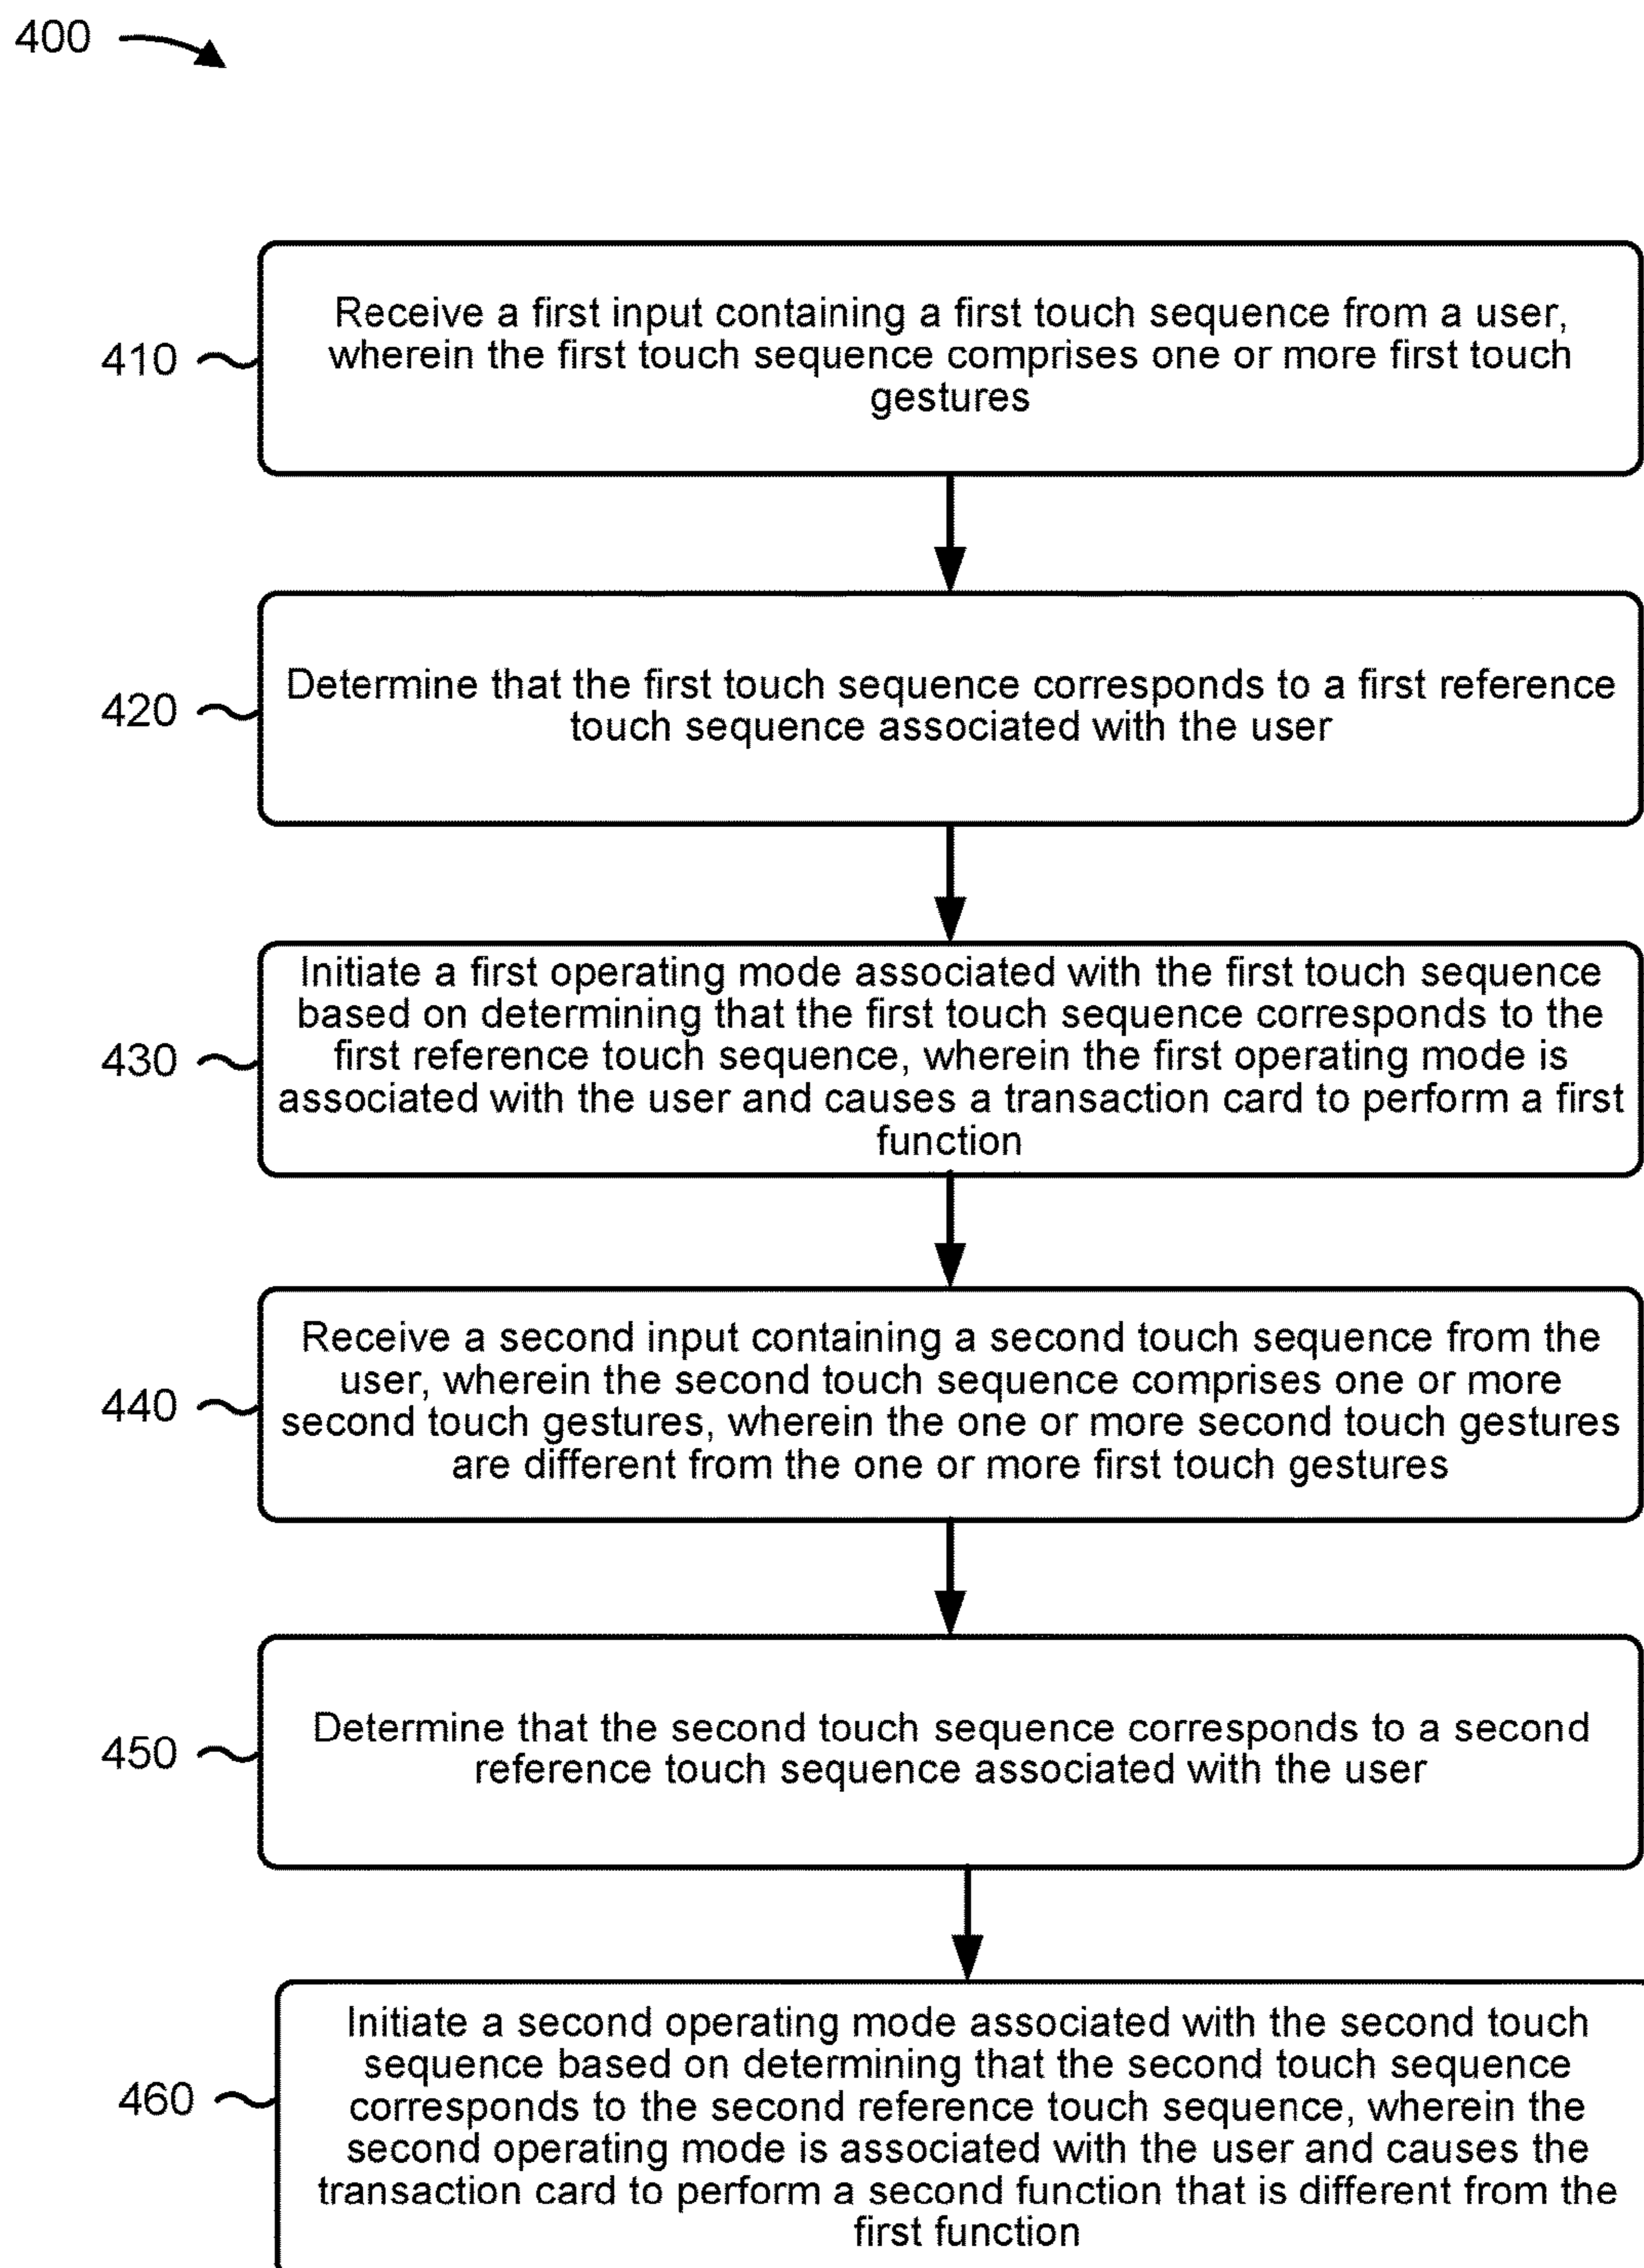 400
Receive a first input containing a first touch sequence from a user,
wherein the first touch sequence comprises one or more first touch
gestures
410
Determine that the first touch sequence corresponds to a first reference
touch sequence associated with the user
420
Initiate a first operating mode associated with the first touch sequence
based on determining that the first touch sequence corresponds to the
first reference touch sequence, wherein the first operating mode is
associated with the user and causes a transaction card to perform a first
function
430
Receive a second input containing a second touch sequence from the
user, wherein the second touch sequence comprises one or more
second touch gestures, wherein the one or more second touch gestures
are different from the one or more first touch gestures
440
Determine that the second touch sequence corresponds to a second
reference touch sequence associated with the user
450
Initiate a second operating mode associated with the second touch
sequence based on determining that the second touch sequence
corresponds to the second reference touch sequence, wherein the
second operating mode is associated with the user and causes the
transaction card to perform a second function that is different from the
first function
460